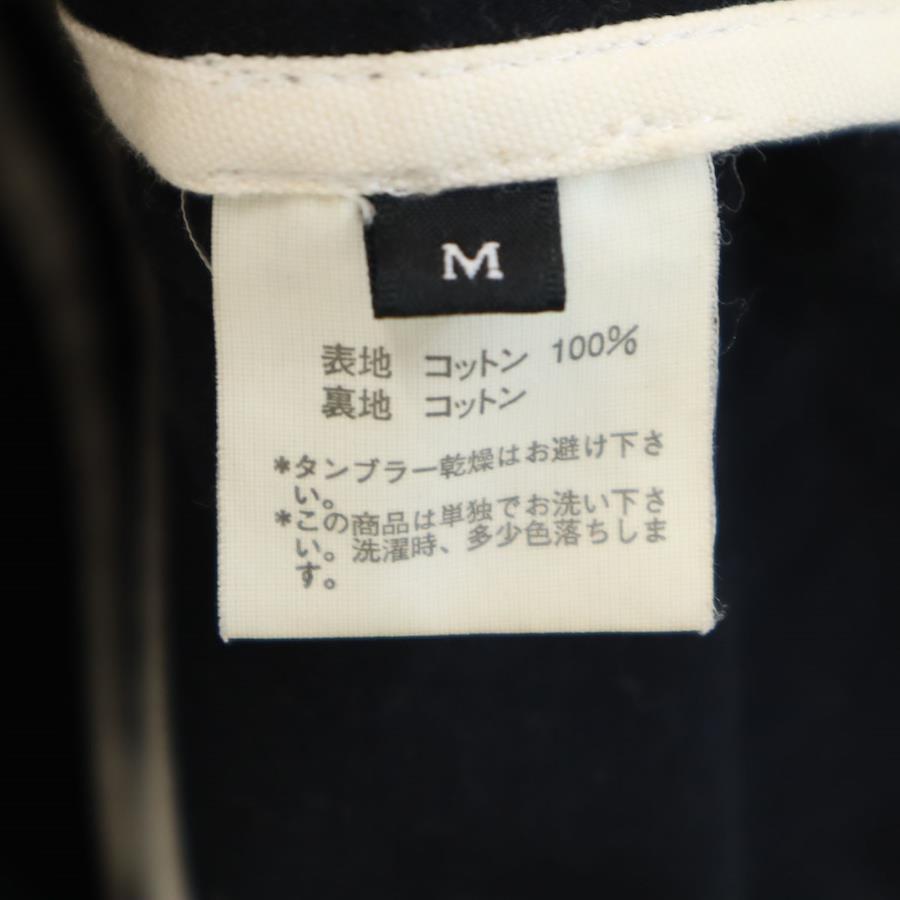 M
表地 コットン 100%
裏地 コットン
*タンブラー乾燥はお避け下さ
い。
*この商品は単独でお洗い下さ
い。洗濯時、多少色落ちしま
す。